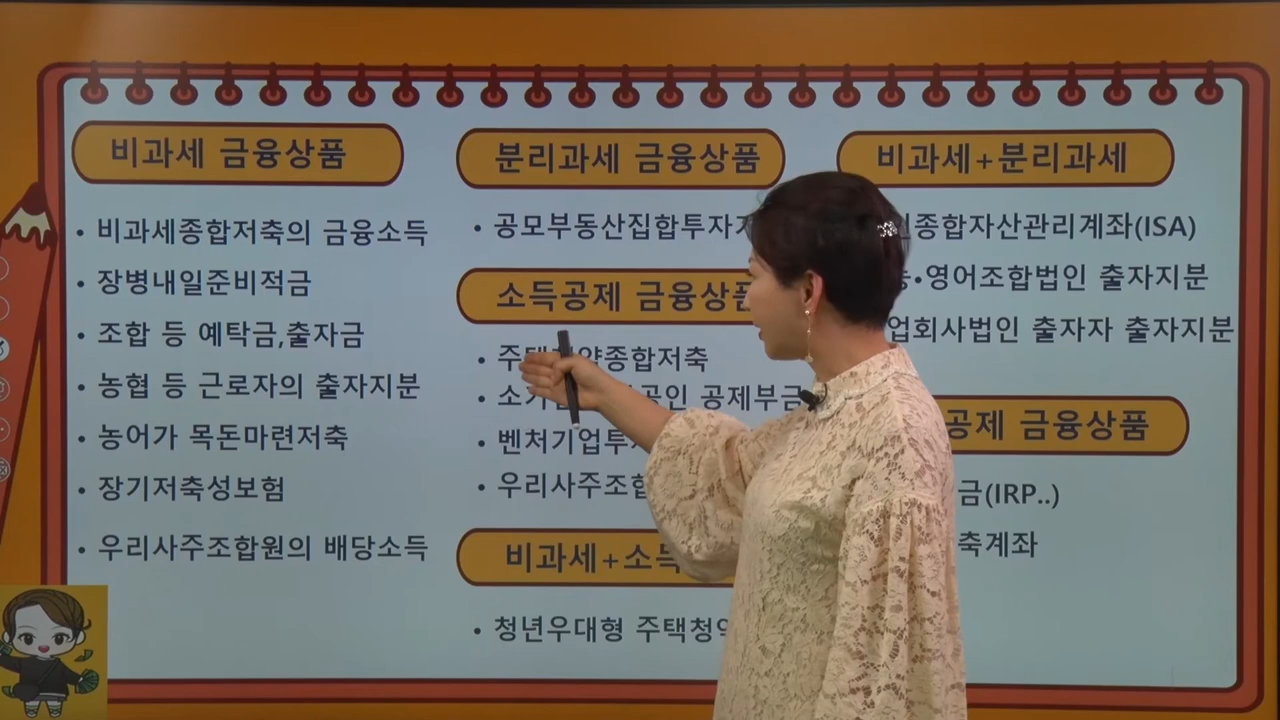 비과세 금융상품
• 비과세종합저축의 금융소득
• 장병내일준비적금
• 조합 등 예탁금,출자금
• 농협 등 근로자의 출자지분
• 농어가 목돈마련저축
• 장기저축성보험
• 우리사주조합원의 배당소득
분리과세 금융상품
• 공모부동산집합투자
소득공제 금융상품
• 주택청약종합저축
• 공제부금
• 벤처기업투
• 우리사주조합
비과세+소득
• 청년우대형 주택청약
비과세+분리과세
종합자산관리계좌(ISA)
•영어조합법인 출자지분
업회사법인 출자자 출자지분
공제 금융상품
금(IRP..)
축계좌